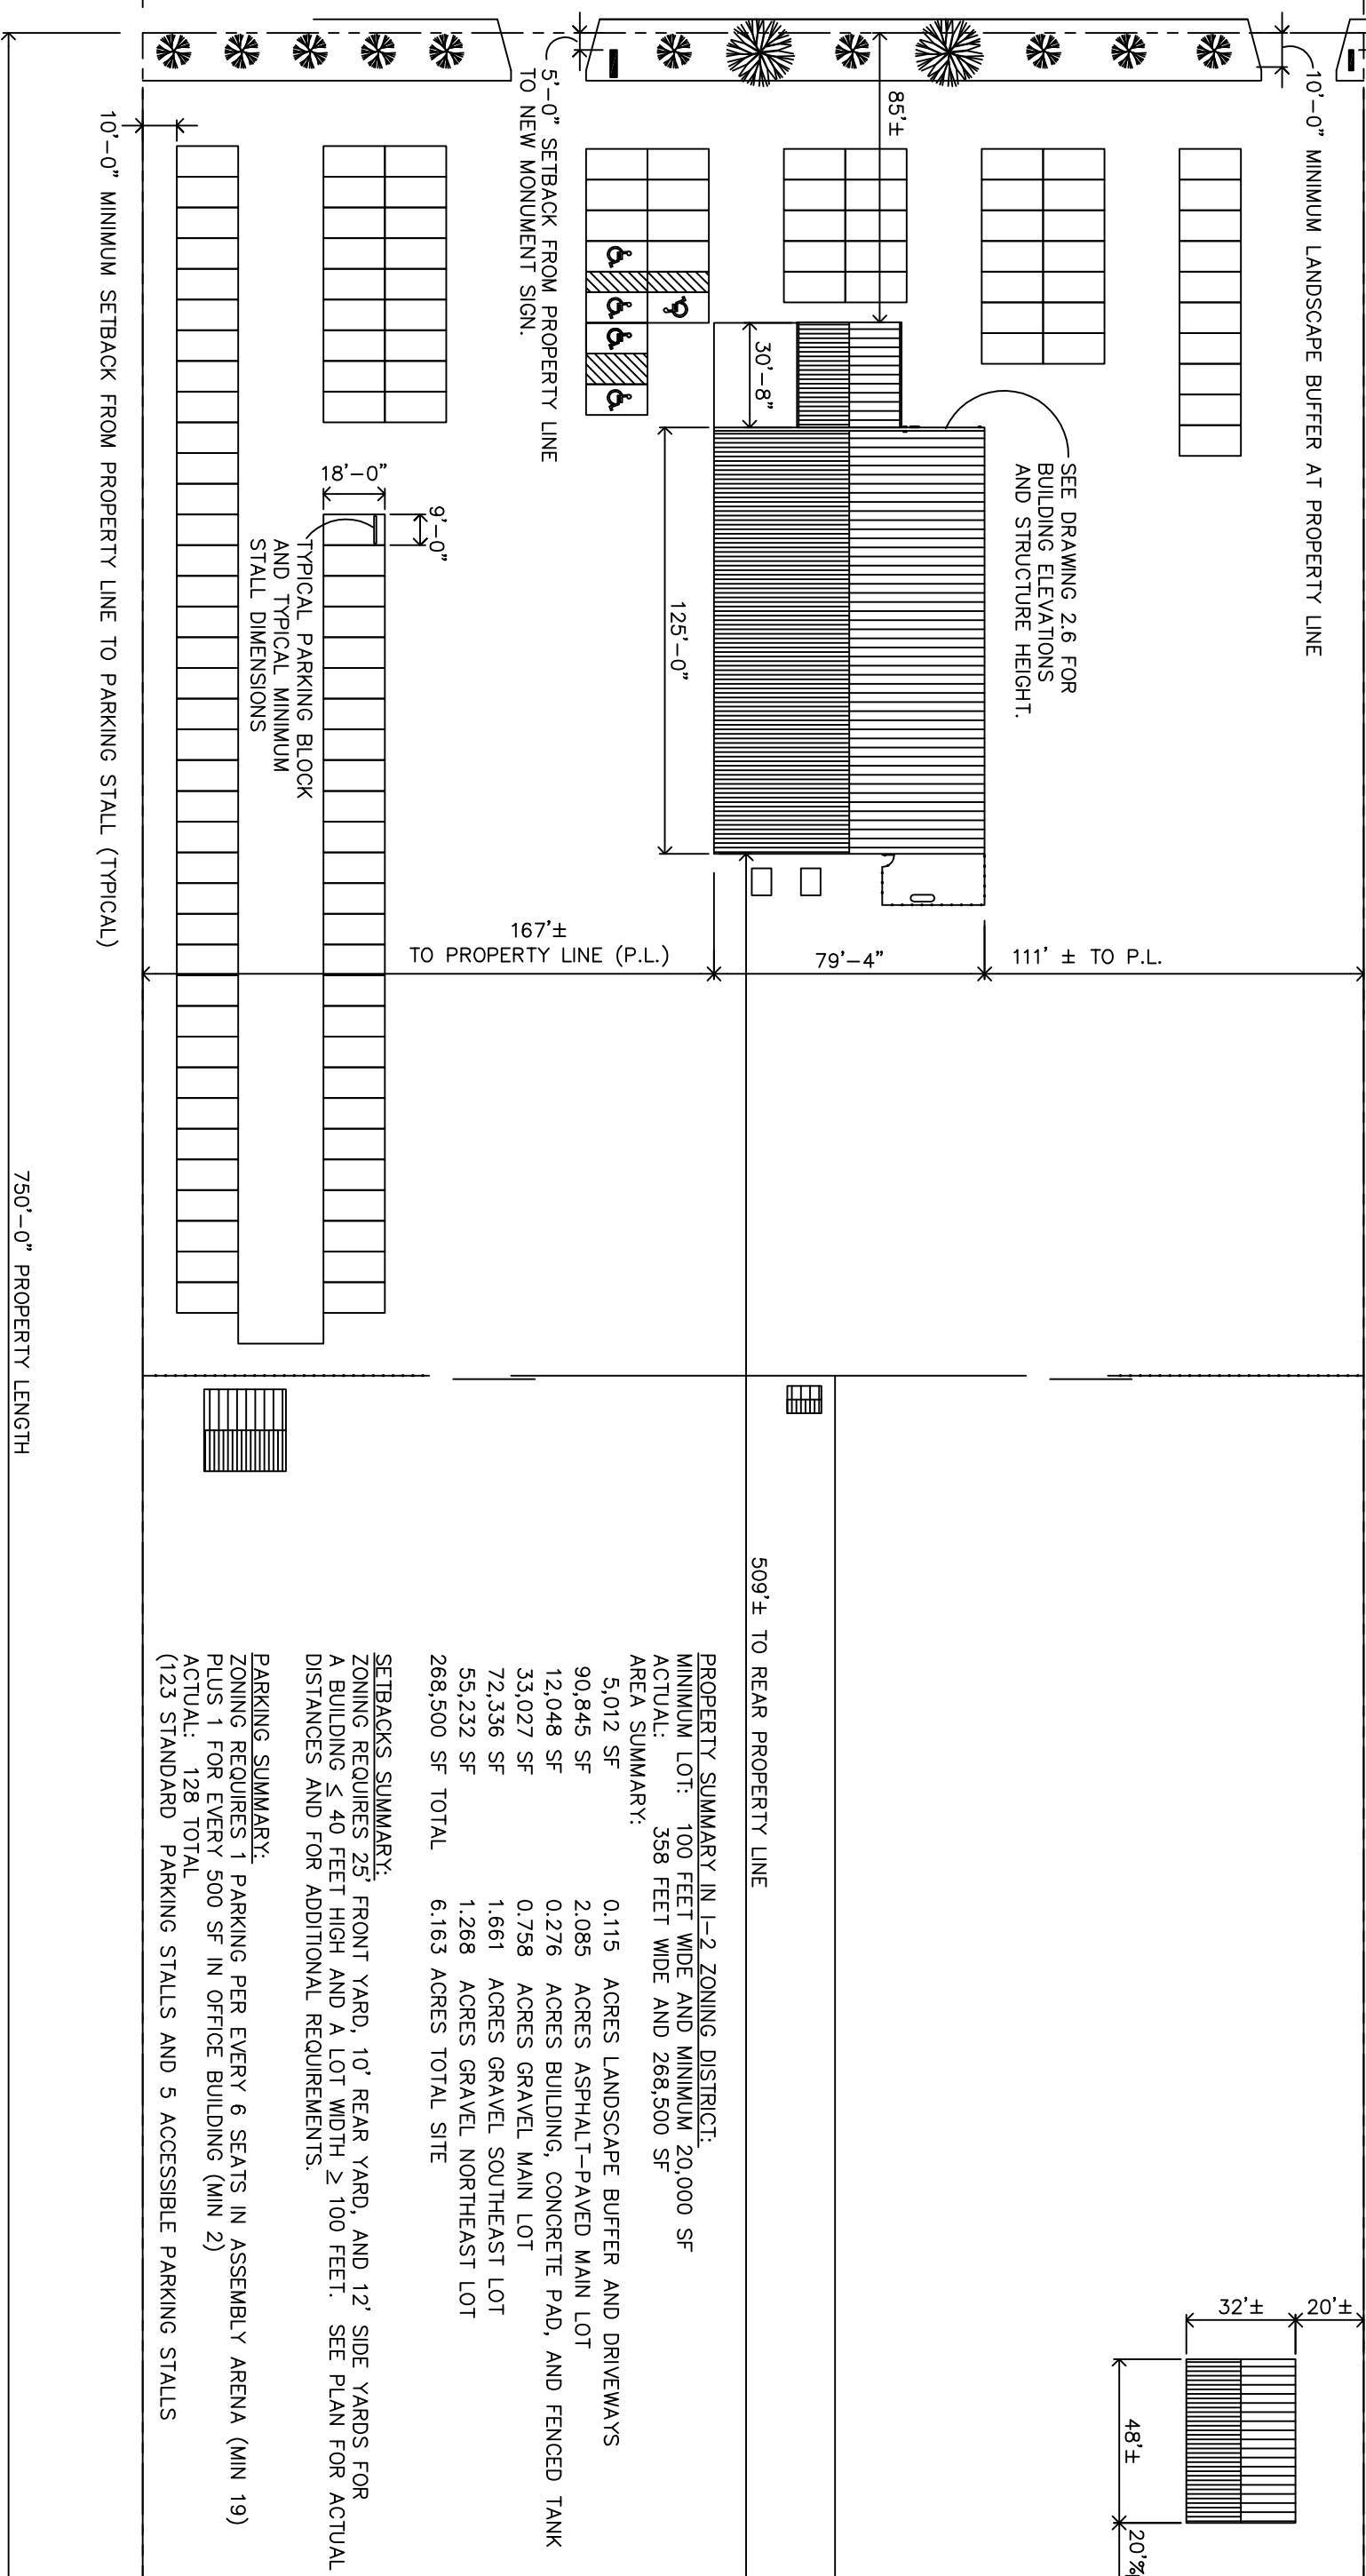 10'-0" MINIMUM LANDSCAPE BUFFER AT PROPERTY LINE
85'±
5'-0" SETBACK FROM PROPERTY LINE
TO NEW MONUMENT SIGN.
10'-0" MINIMUM SETBACK FROM PROPERTY LINE TO PARKING STALL (TYPICAL)
30'-8"
SEE DRAWING 2.6 FOR
BUILDING ELEVATIONS
AND STRUCTURE HEIGHT.
18'-0"
9'-0"
TYPICAL PARKING BLOCK
AND TYPICAL MINIMUM
STALL DIMENSIONS
125'-0"
167'±
TO PROPERTY LINE (P.L.)
79'-4"
111' ± TO P.L.
750'-0" PROPERTY LENGTH
509'± TO REAR PROPERTY LINE
PROPERTY SUMMARY IN I-2 ZONING DISTRICT:
MINIMUM LOT: 100 FEET WIDE AND MINIMUM 20,000 SF
ACTUAL: 358 FEET WIDE AND 268,500 SF
AREA SUMMARY:
5,012 SF 0.115 ACRES LANDSCAPE BUFFER AND DRIVEWAYS
90,845 SF 2.085 ACRES ASPHALT-PAVED MAIN LOT
12,048 SF 0.276 ACRES BUILDING, CONCRETE PAD, AND FENCED TANK
33,027 SF 0.758 ACRES GRAVEL MAIN LOT
72,336 SF 1.661 ACRES GRAVEL SOUTHEAST LOT
55,232 SF 1.268 ACRES GRAVEL NORTHEAST LOT
268,500 SF TOTAL 6.163 ACRES TOTAL SITE
SETBACKS SUMMARY:
ZONING REQUIRES 25' FRONT YARD, 10' REAR YARD, AND 12' SIDE YARDS FOR
A BUILDING ≤ 40 FEET HIGH AND A LOT WIDTH ≥ 100 FEET. SEE PLAN FOR ACTUAL
DISTANCES AND FOR ADDITIONAL REQUIREMENTS.
PARKING SUMMARY:
ZONING REQUIRES 1 PARKING PER EVERY 6 SEATS IN ASSEMBLY ARENA (MIN 19)
PLUS 1 FOR EVERY 500 SF IN OFFICE BUILDING (MIN 2)
ACTUAL: 128 TOTAL
(123 STANDARD PARKING STALLS AND 5 ACCESSIBLE PARKING STALLS
32'±
20'±
48'±
20'%